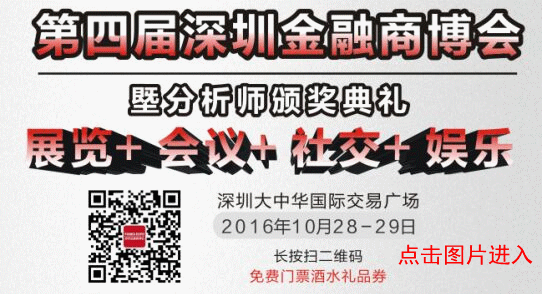 第四届深圳金融商博会
塈分析师颁奖典礼
展览+ 会议+ 社交+ 娱乐
深圳大中华国际交易广场
2016年10月28-29日
长按扫二维码
点击图片进入
免费门票酒水礼品券